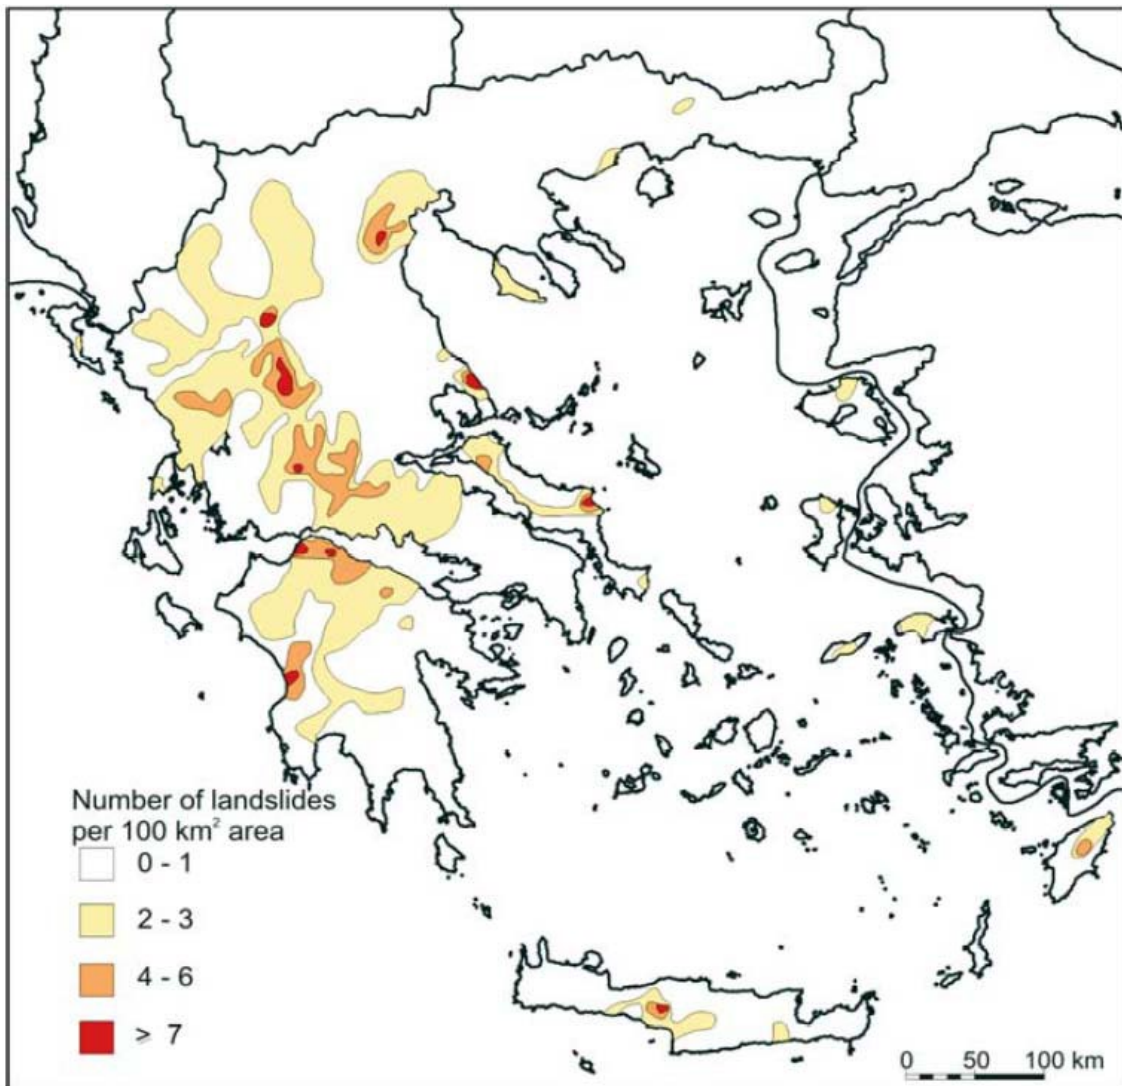 Number of landslides
per 100 km² area
0 - 1
2 - 3
4 - 6
≥ 7
0 50 100 km